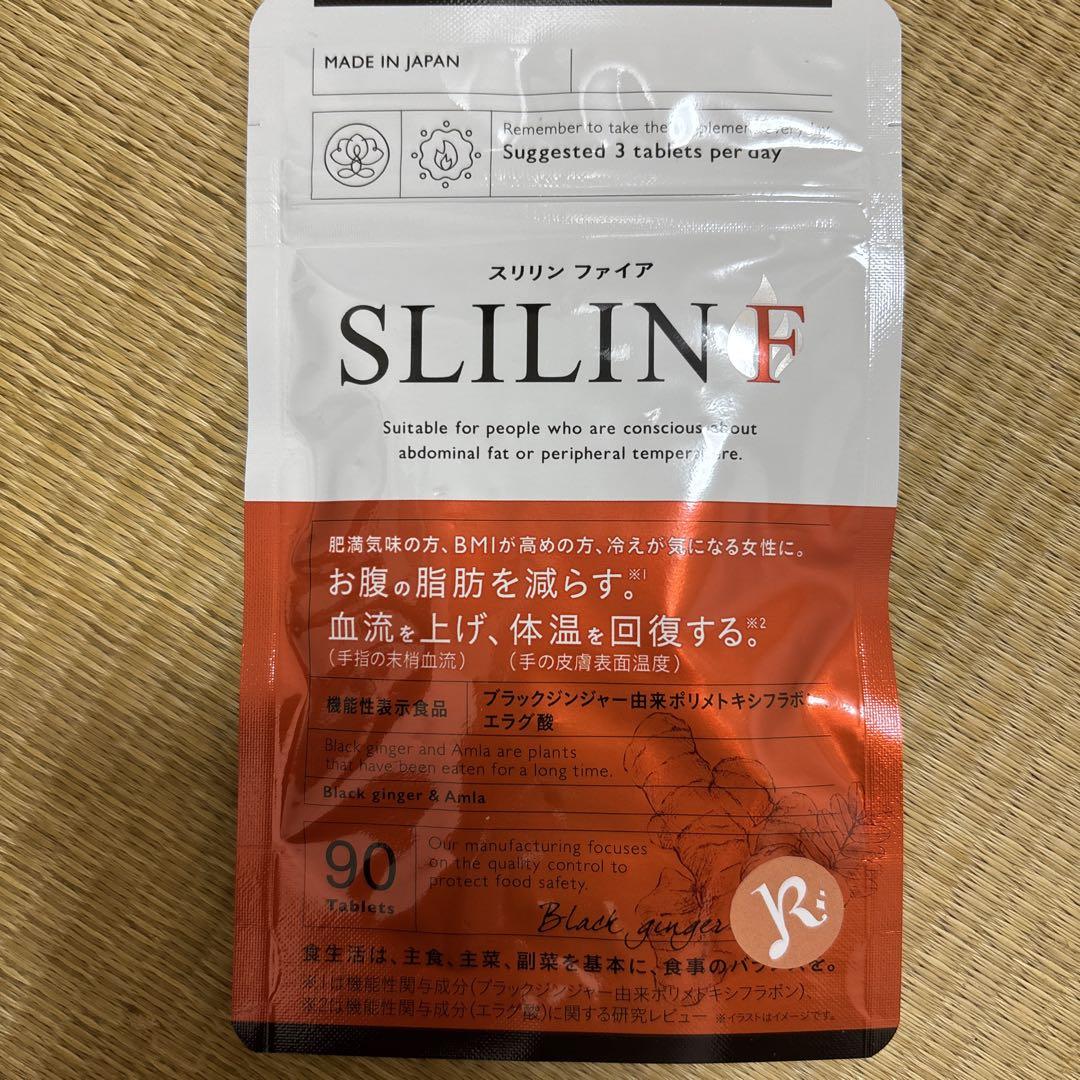 MADE IN JAPAN
Remember to take the supplement every day.
Suggested 3 tablets per day
スリリン ファイア
SLILIN F
Suitable for people who are conscious about
abdominal fat or peripheral temperature.
肥満気味の方、BMIが高めの方、冷えが気になる女性に。
お腹の脂肪を減らす。※1
血流を上げ、体温を回復する。※2
(手指の末梢血流) (手の皮膚表面温度)
機能性表示食品
ブラックジンジャー由来ポリメトキシフラボン
エラグ酸
Black ginger and Amla are plants
that have been eaten for a long time.
Black ginger & Amla
90
Tablets
Our manufacturing focuses
on the quality control to
protect food safety.
Black ginger
食生活は、主食、主菜、副菜を基本に、食事のバランスを。
※1は機能性関与成分(ブラックジンジャー由来ポリメトキシフラボン)、
※2は機能性関与成分(エラグ酸)に関する研究レビュー ※イラストはイメージです。